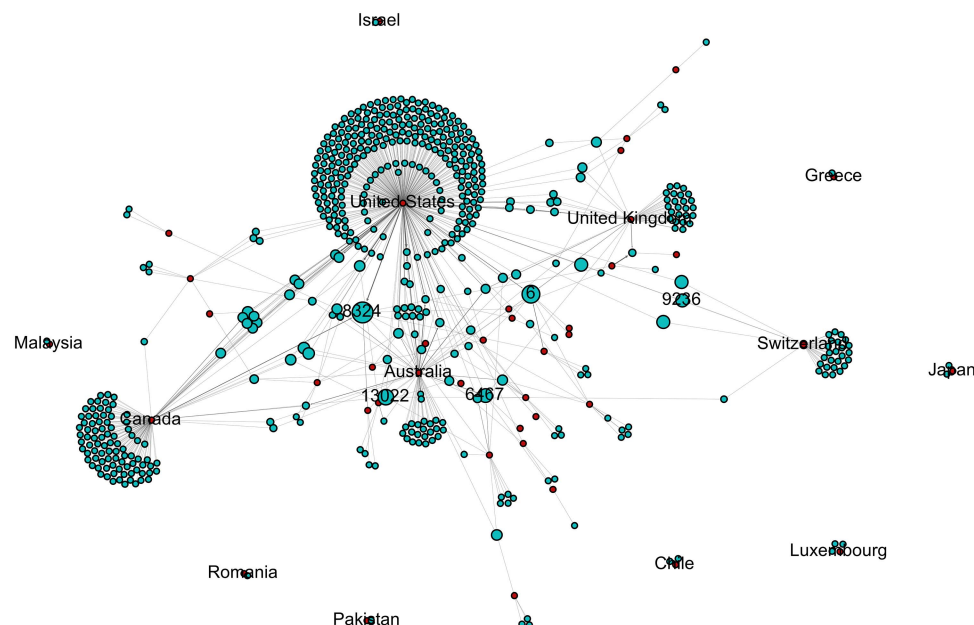 Israel
Greece
United States
United Kingdom
6
9236
8324
Malaysia
Switzerland
Japan
Australia
13022
6467
Canada
Luxembourg
Chile
Romania
Pakistan